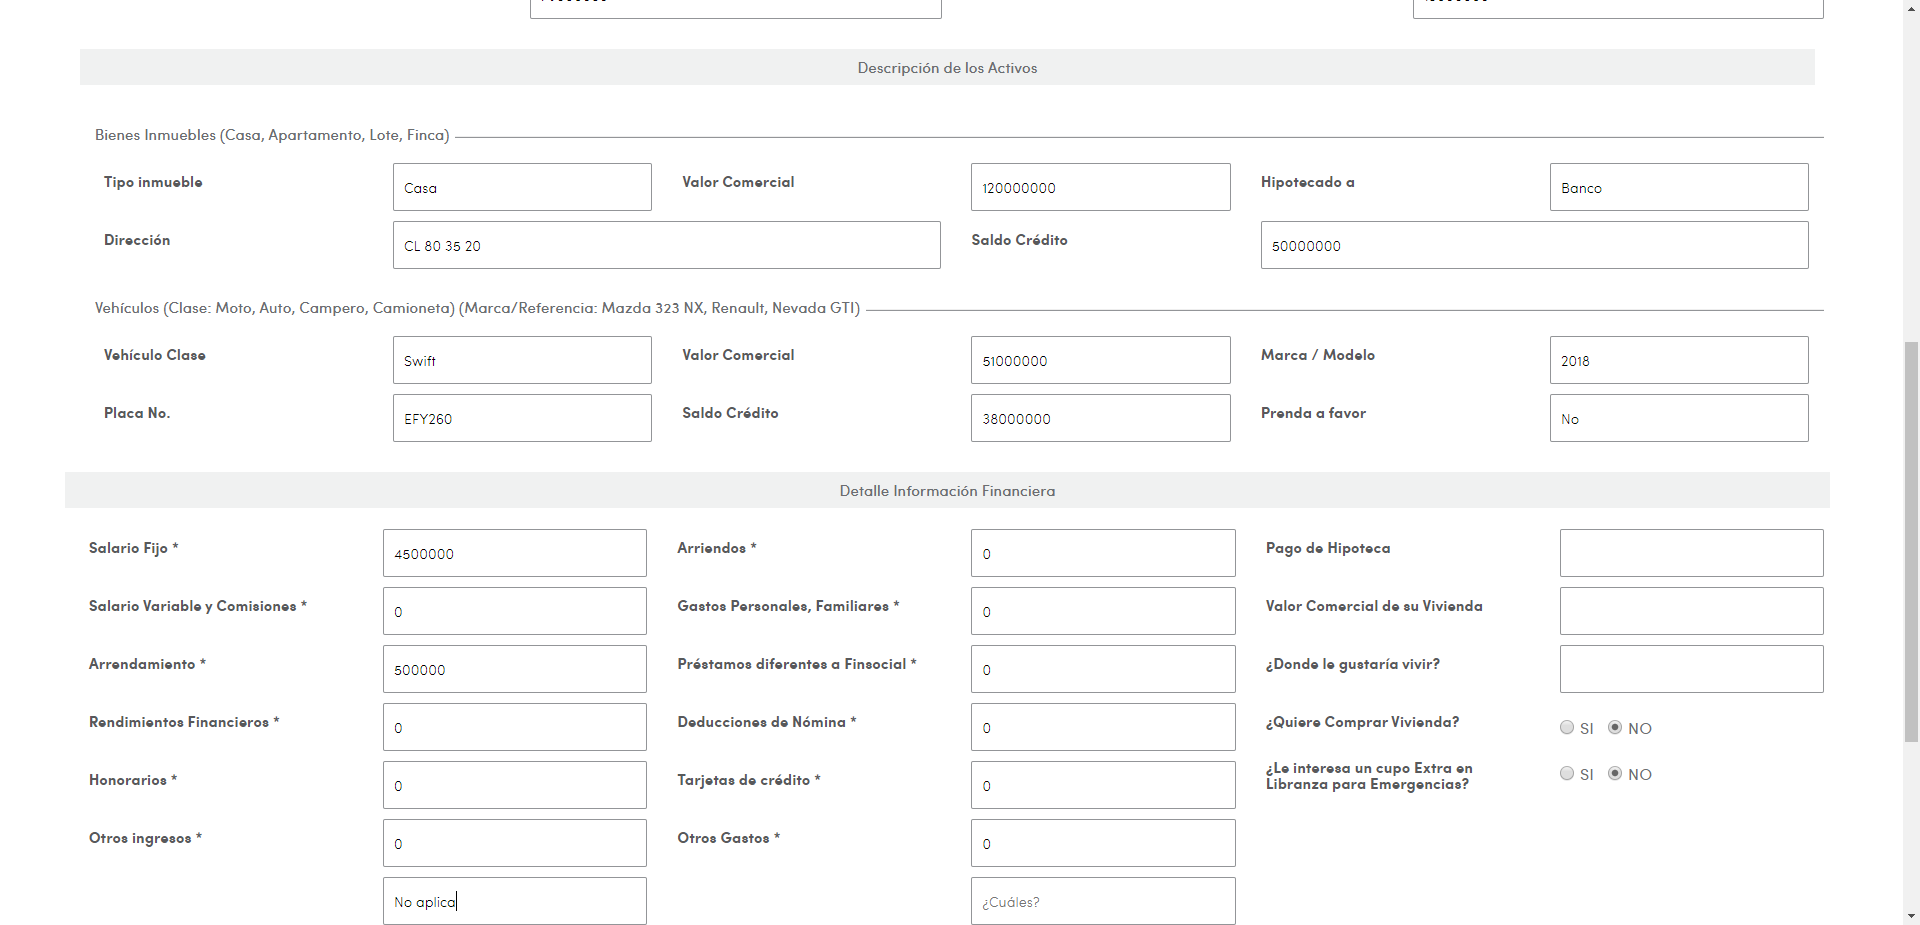 Descripción de los Activos
Bienes Inmuebles (Casa, Apartamento, Lote, Finca)
Tipo inmueble Casa Valor Comercial 120000000 Hipotecado a Banco
Dirección CL 80 35 20 Saldo Crédito 50000000
Vehículos (Clase: Moto, Auto, Campero, Camioneta) (Marca/Referencia: Mazda 323 NX, Renault, Nevada GTI)
Vehículo Clase Swift Valor Comercial 51000000 Marca / Modelo 2018
Placa No. EFY260 Saldo Crédito 38000000 Prenda a favor No
Detalle Información Financiera
Salario Fijo * 4500000 Arriendos * 0 Pago de Hipoteca
Salario Variable y Comisiones * 0 Gastos Personales, Familiares * 0 Valor Comercial de su Vivienda
Arrendamiento * 500000 Préstamos diferentes a Finsocial * 0 ¿Donde le gustaría vivir?
Rendimientos Financieros * 0 Deducciones de Nómina * 0 ¿Quiere Comprar Vivienda? SI NO
Honorarios * 0 Tarjetas de crédito * 0 ¿Le interesa un cupo Extra en
Libranza para Emergencias? SI NO
Otros ingresos * 0 Otros Gastos * 0
No aplica ¿Cuáles?